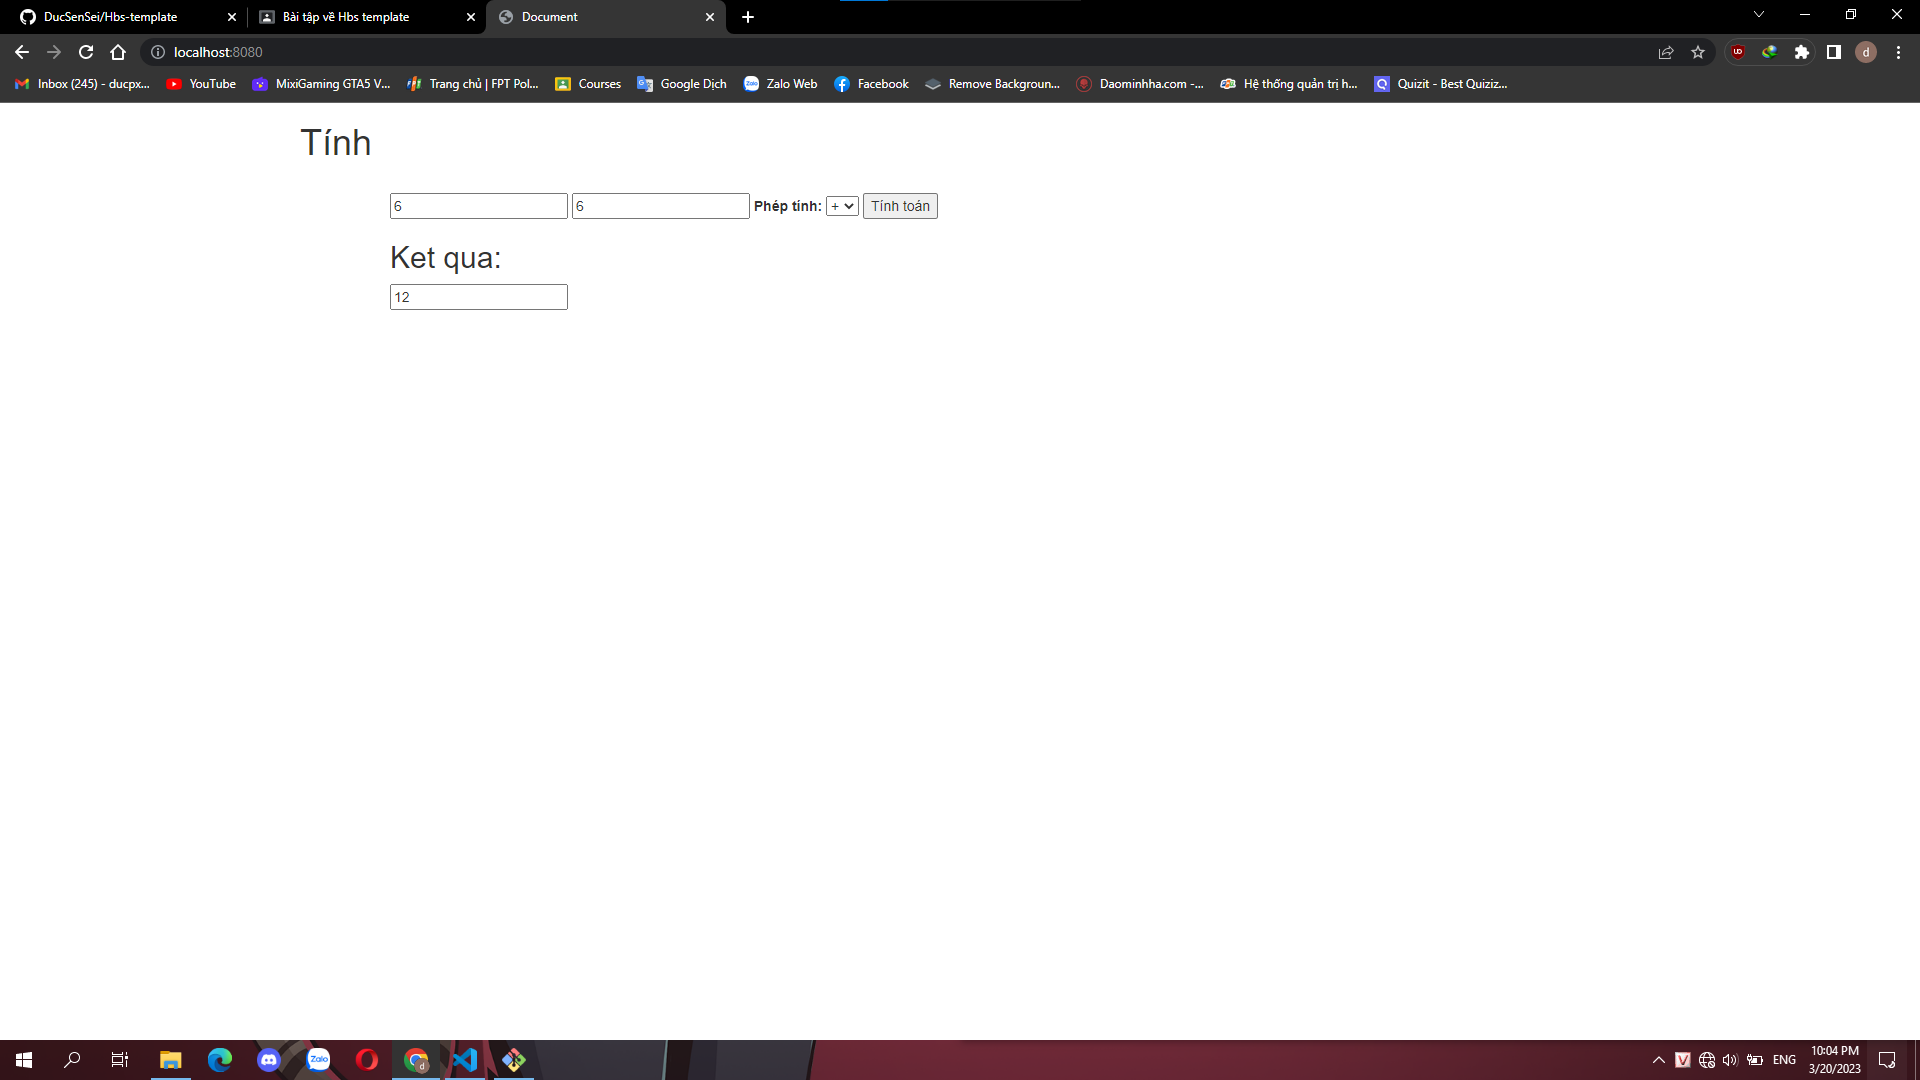 DucSenSei/Hbs-template
Bài tập về Hbs template
Document
localhost:8080
Inbox (245) - ducpx...
YouTube
MixiGaming GTA5 V...
Trang chủ | FPT Pol...
Courses
Google Dịch
Zalo Web
Facebook
Remove Backgroun...
Daominhha.com -...
Hệ thống quản trị h...
Quizit - Best Quiziz...
Tính
6 6 Phép tính: + Tính toán
Ket qua:
12
ENG
10:04 PM
3/20/2023